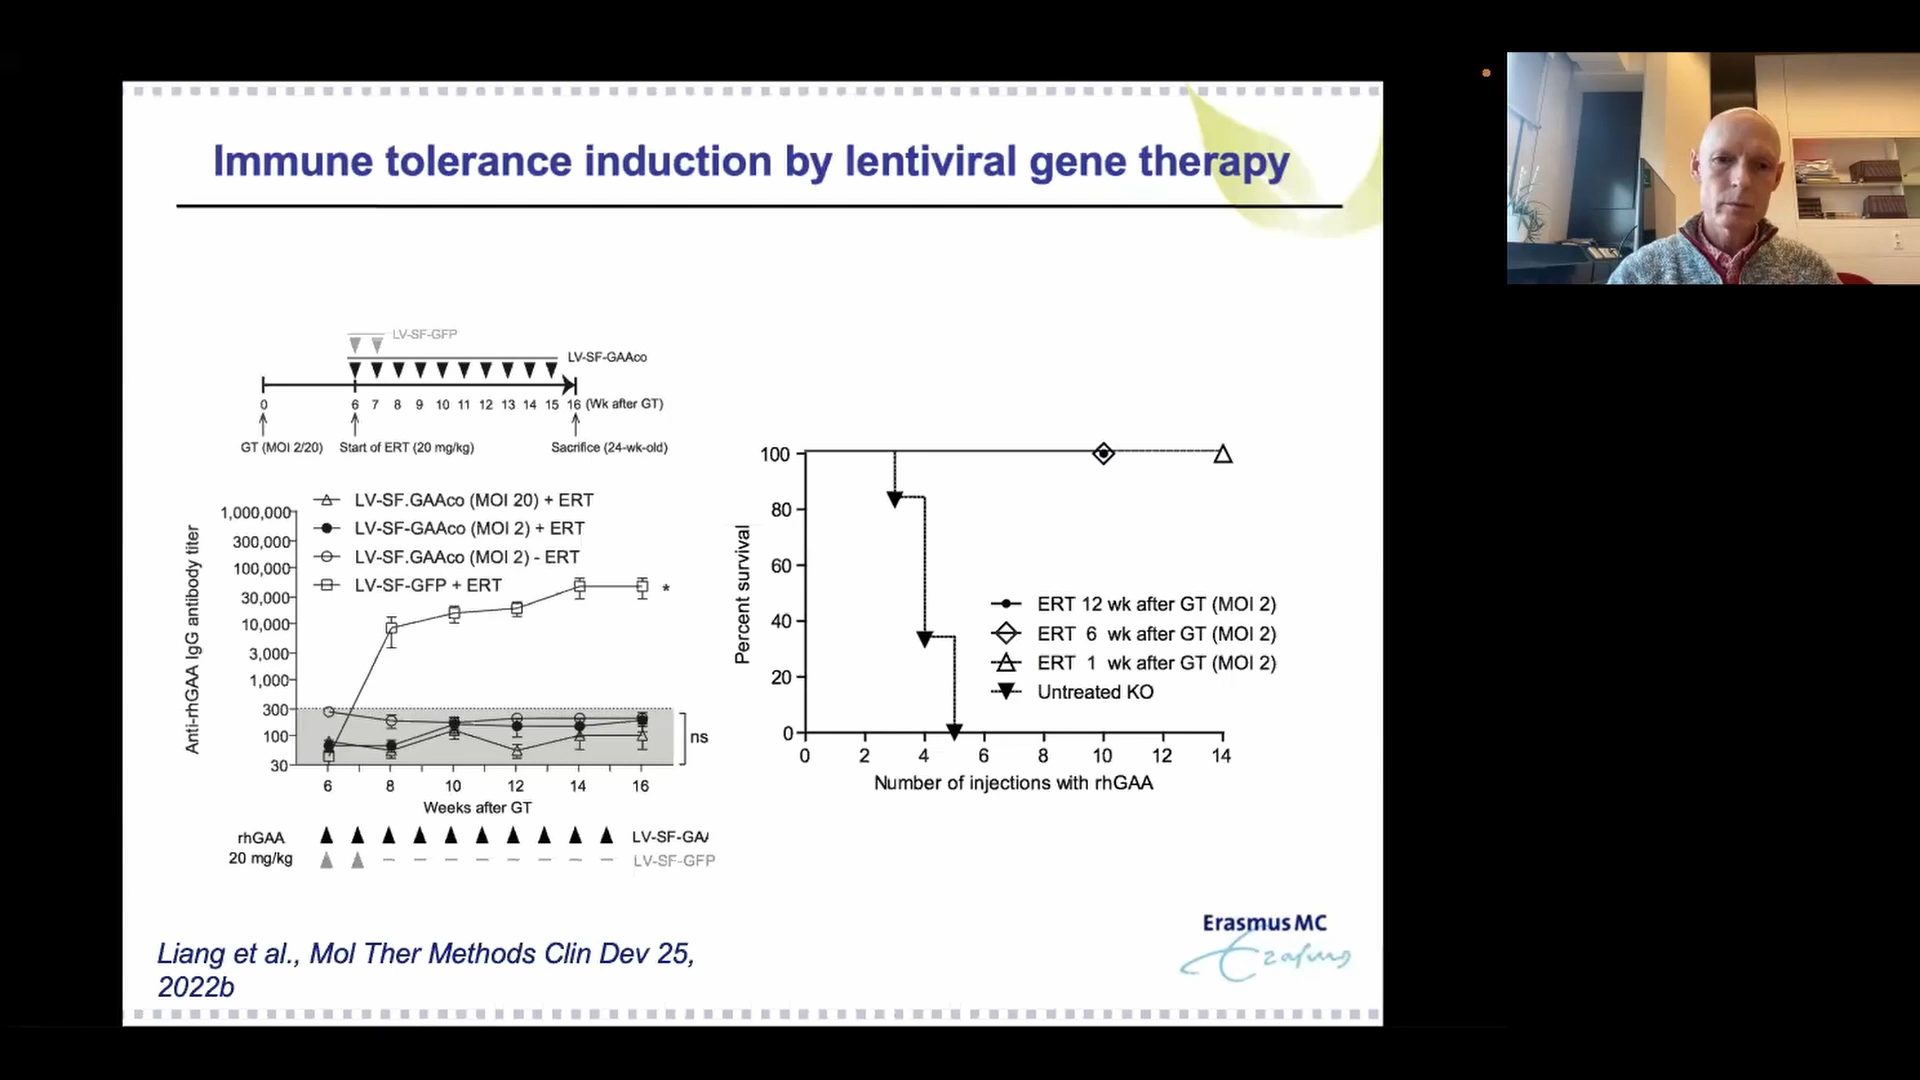 Immune tolerance induction by lentiviral gene therapy
LV-SF-GFP
LV-SF-GAAco
0 6 7 8 9 10 11 12 13 14 15 16 (Wk after GT)
GT (MOI 2/20) Start of ERT (20 mg/kg) Sacrifice (24-wk-old)
Anti-rhGAA IgG antibody titer
1,000,000
300,000
100,000
30,000
10,000
3,000
1,000
300
100
30
LV-SF.GAAco (MOI 20) + ERT
LV-SF-GAAco (MOI 2) + ERT
LV-SF.GAAco (MOI 2) - ERT
LV-SF-GFP + ERT
*
ns
6 8 10 12 14 16
Weeks after GT
rhGAA LV-SF-GA
20 mg/kg LV-SF-GFP
Percent survival
100
80
60
40
20
0
ERT 12 wk after GT (MOI 2)
ERT 6 wk after GT (MOI 2)
ERT 1 wk after GT (MOI 2)
Untreated KO
0 2 4 6 8 10 12 14
Number of injections with rhGAA
Liang et al., Mol Ther Methods Clin Dev 25,
2022b
Erasmus MC
Erasmus